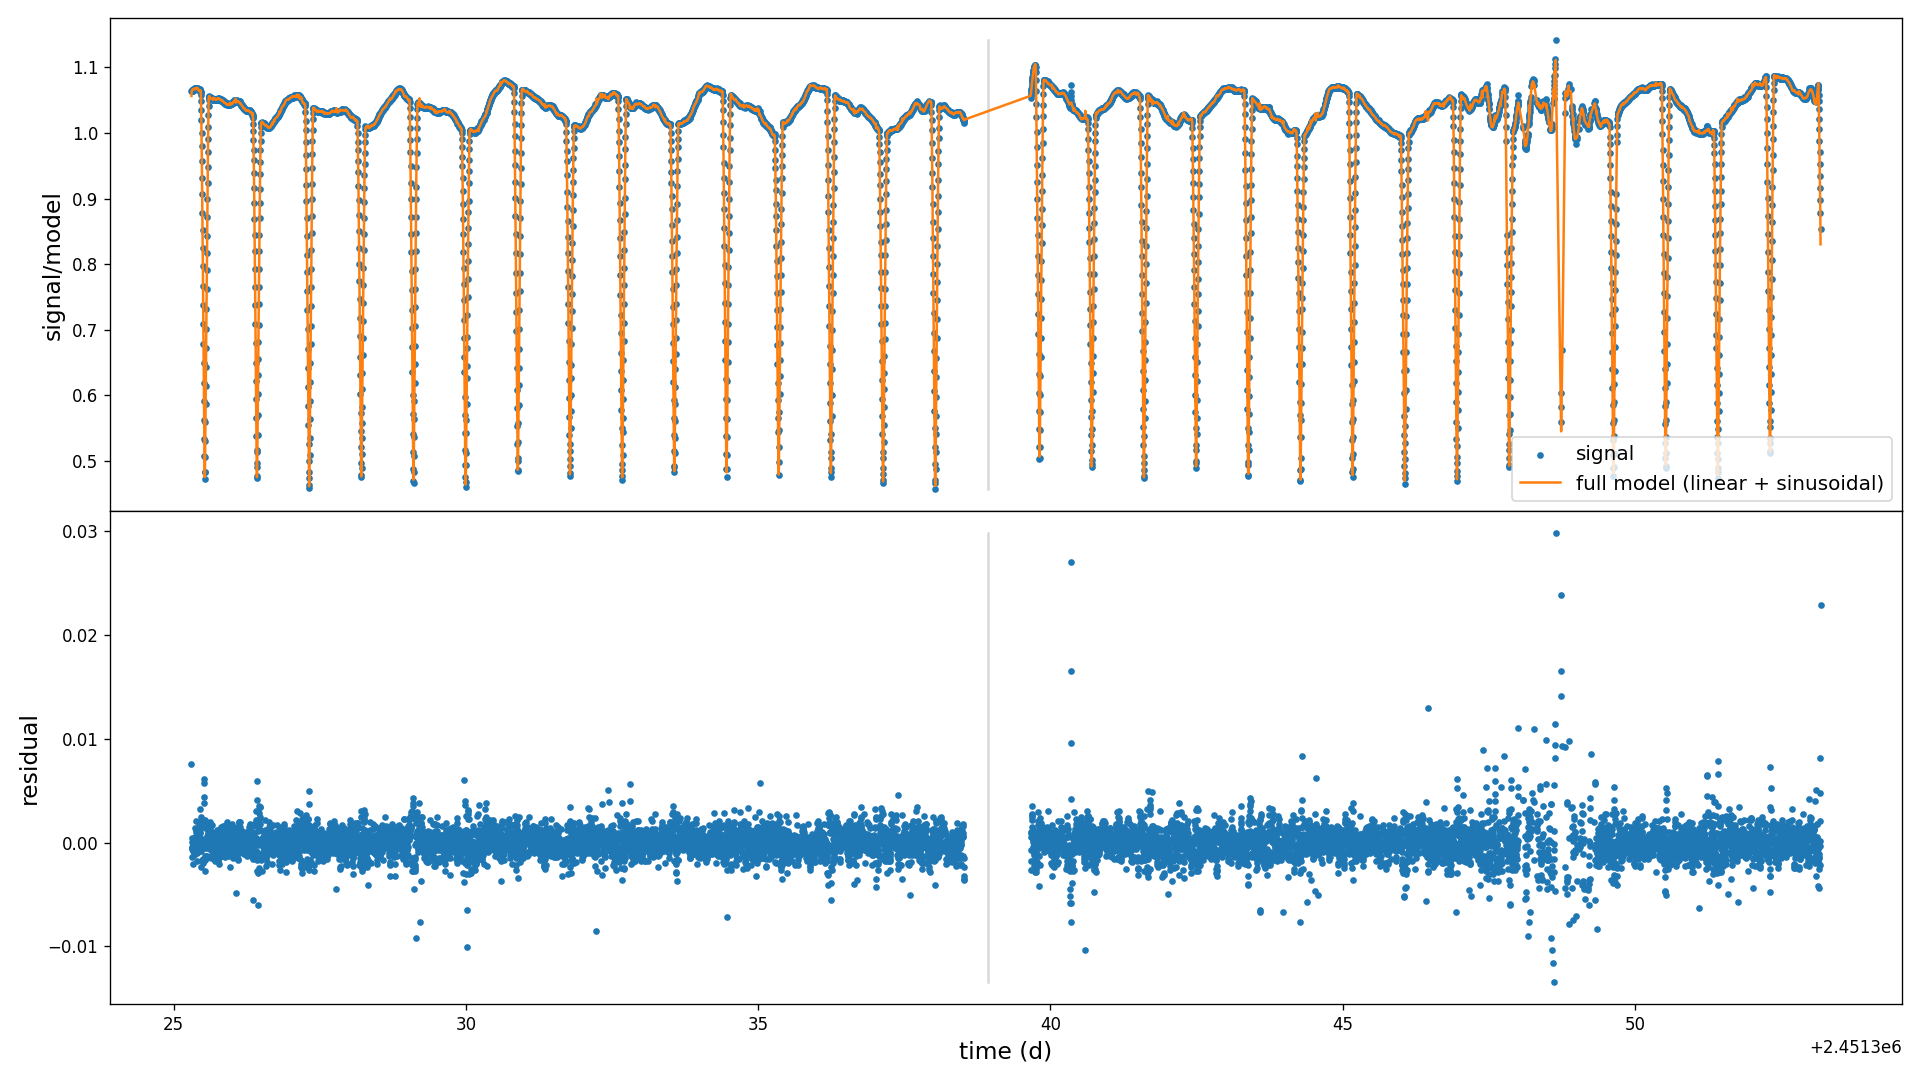 1.1
1.0
0.9
0.8
0.7
0.6
0.5
signal/model
signal
full model (linear + sinusoidal)
0.03
0.02
0.01
0.00
−0.01
residual
25 30 35 40 45 50
time (d)
+2.4513e6